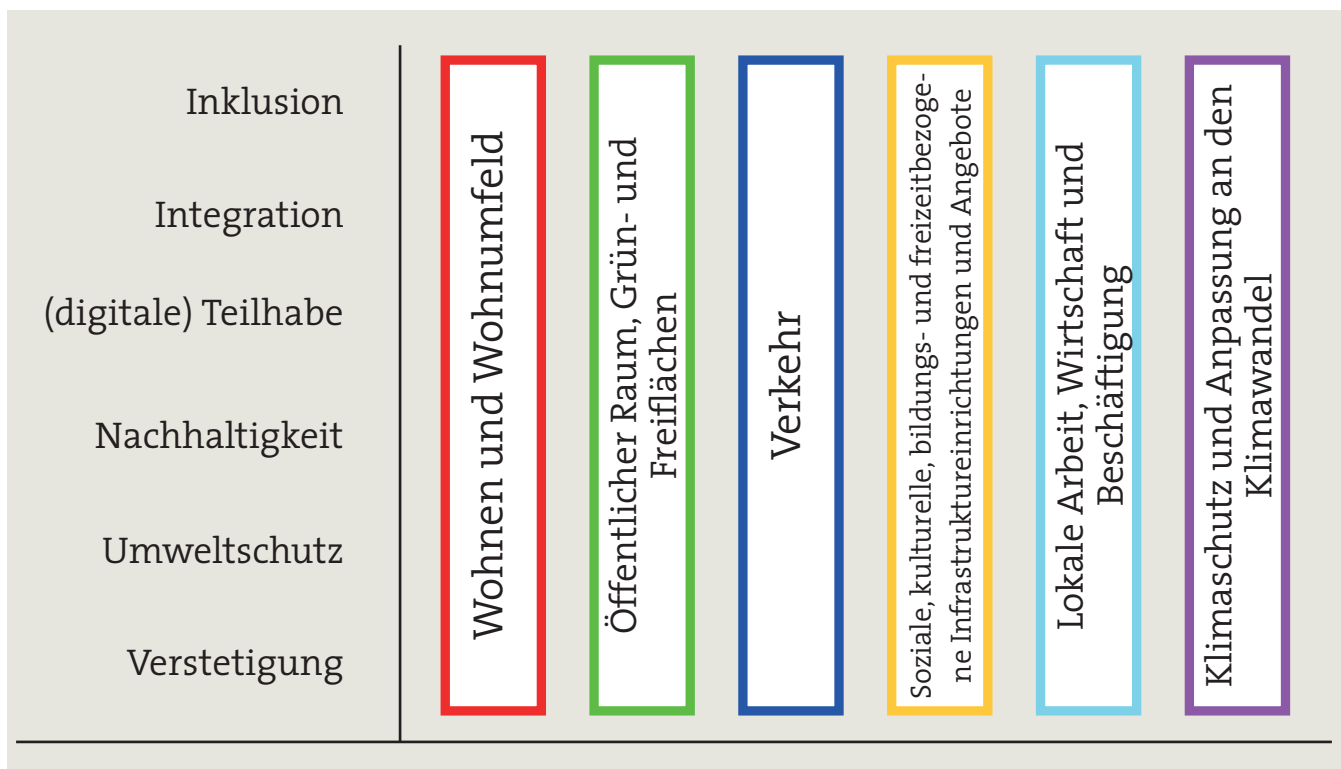 Inklusion
Integration
(digitale) Teilhabe
Nachhaltigkeit
Umweltschutz
Verstetigung
Wohnen und Wohnumfeld
Öffentlicher Raum, Grün- und
Freiflächen
Verkehr
Soziale, kulturelle, bildungs- und freizeitbezoge-
ne Infrastruktureinrichtungen und Angebote
Lokale Arbeit, Wirtschaft und
Beschäftigung
Klimaschutz und Anpassung an den
Klimawandel